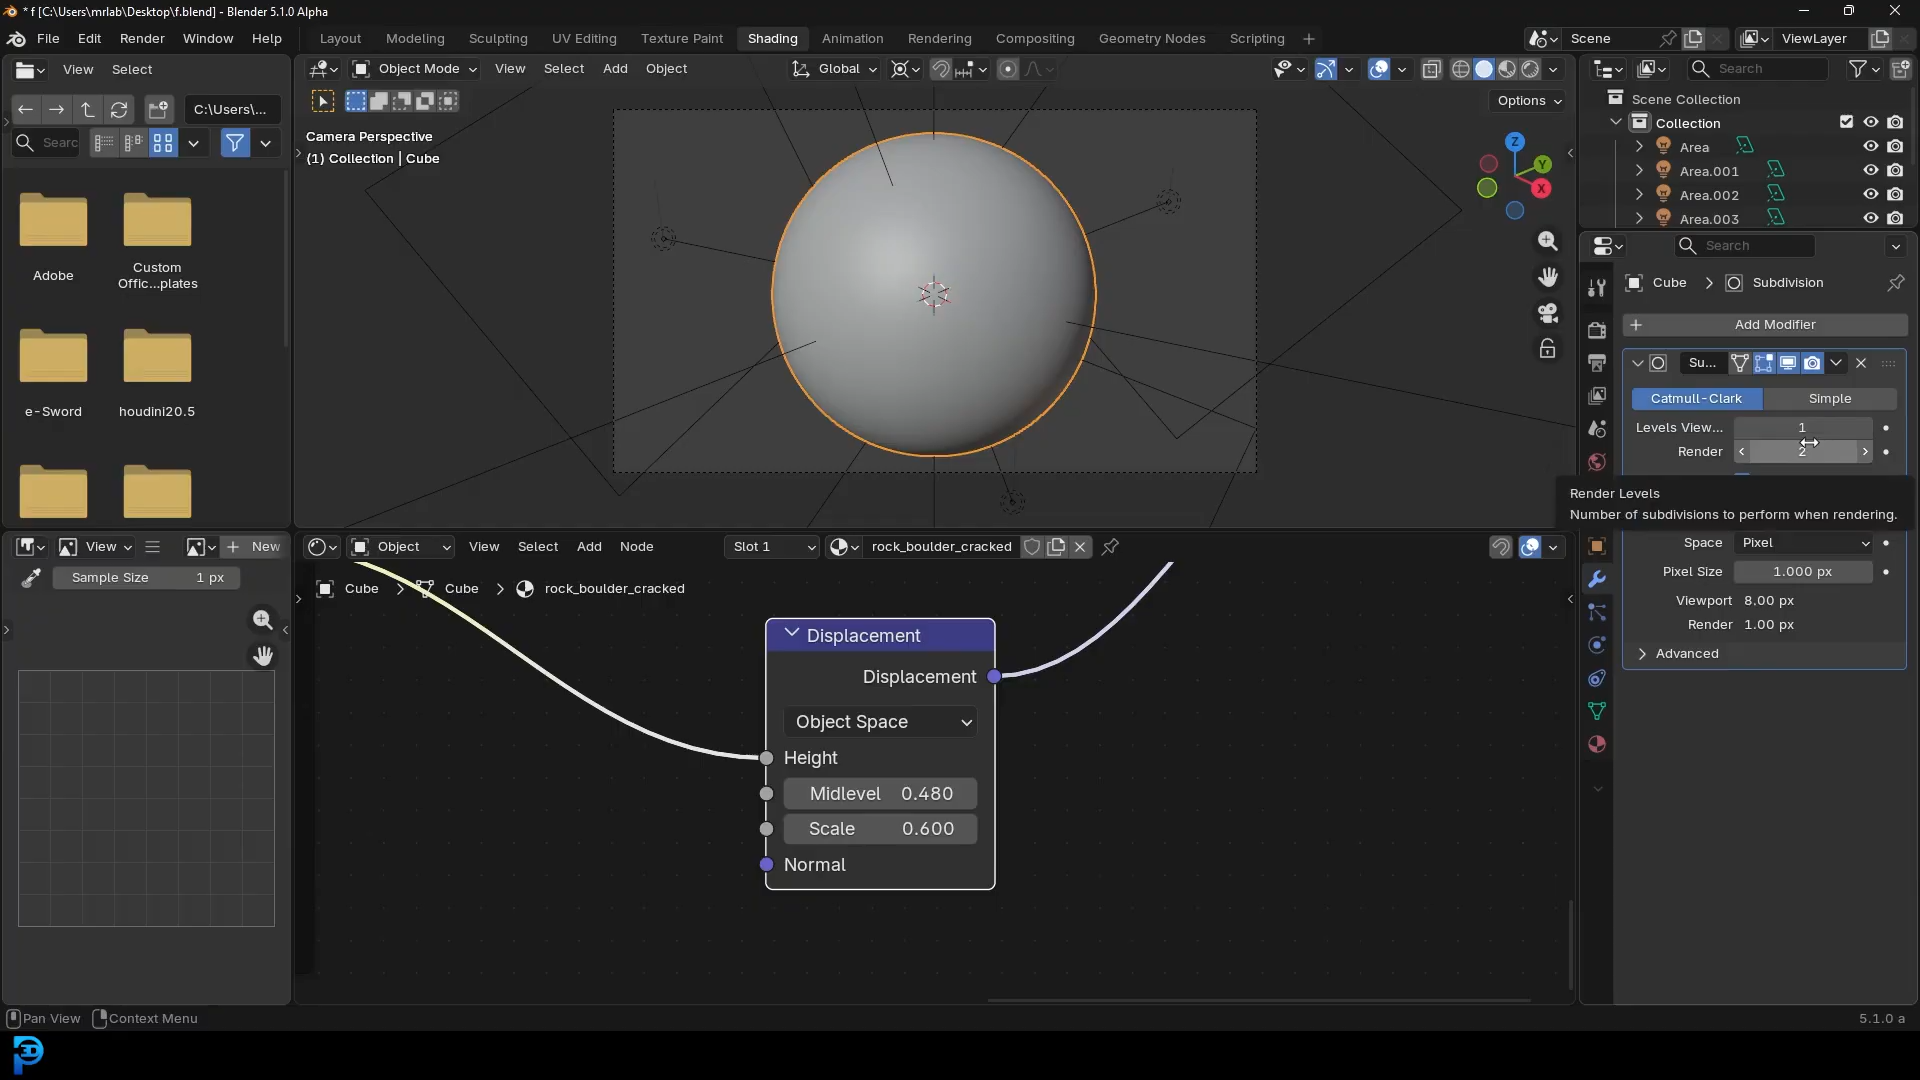 * f [C:\Users\mrlab\Desktop\f.blend] - Blender 5.1.0 Alpha
File Edit Render Window Help
Layout Modeling Sculpting UV Editing Texture Paint Shading Animation Rendering Compositing Geometry Nodes Scripting
Scene
ViewLayer
View Select
Object Mode View Select Add Object
Global
Search
C:\Users\...
Searc
Options
Camera Perspective
(1) Collection | Cube
Z
Y
X
Scene Collection
Collection
Area
Area.001
Area.002
Area.003
Adobe
Custom
Offic...plates
e-Sword
houdini20.5
Search
Cube > Subdivision
Add Modifier
Su...
Catmull-Clark Simple
Levels View... 1
Render 2
Render Levels
Number of subdivisions to perform when rendering.
Space Pixel
Pixel Size 1.000 px
Viewport 8.00 px
Render 1.00 px
Advanced
View
New
Sample Size 1 px
Object View Select Add Node
Slot 1
rock_boulder_cracked
Cube > Cube > rock_boulder_cracked
Displacement
Displacement
Object Space
Height
Midlevel 0.480
Scale 0.600
Normal
Pan View Context Menu
5.1.0 a